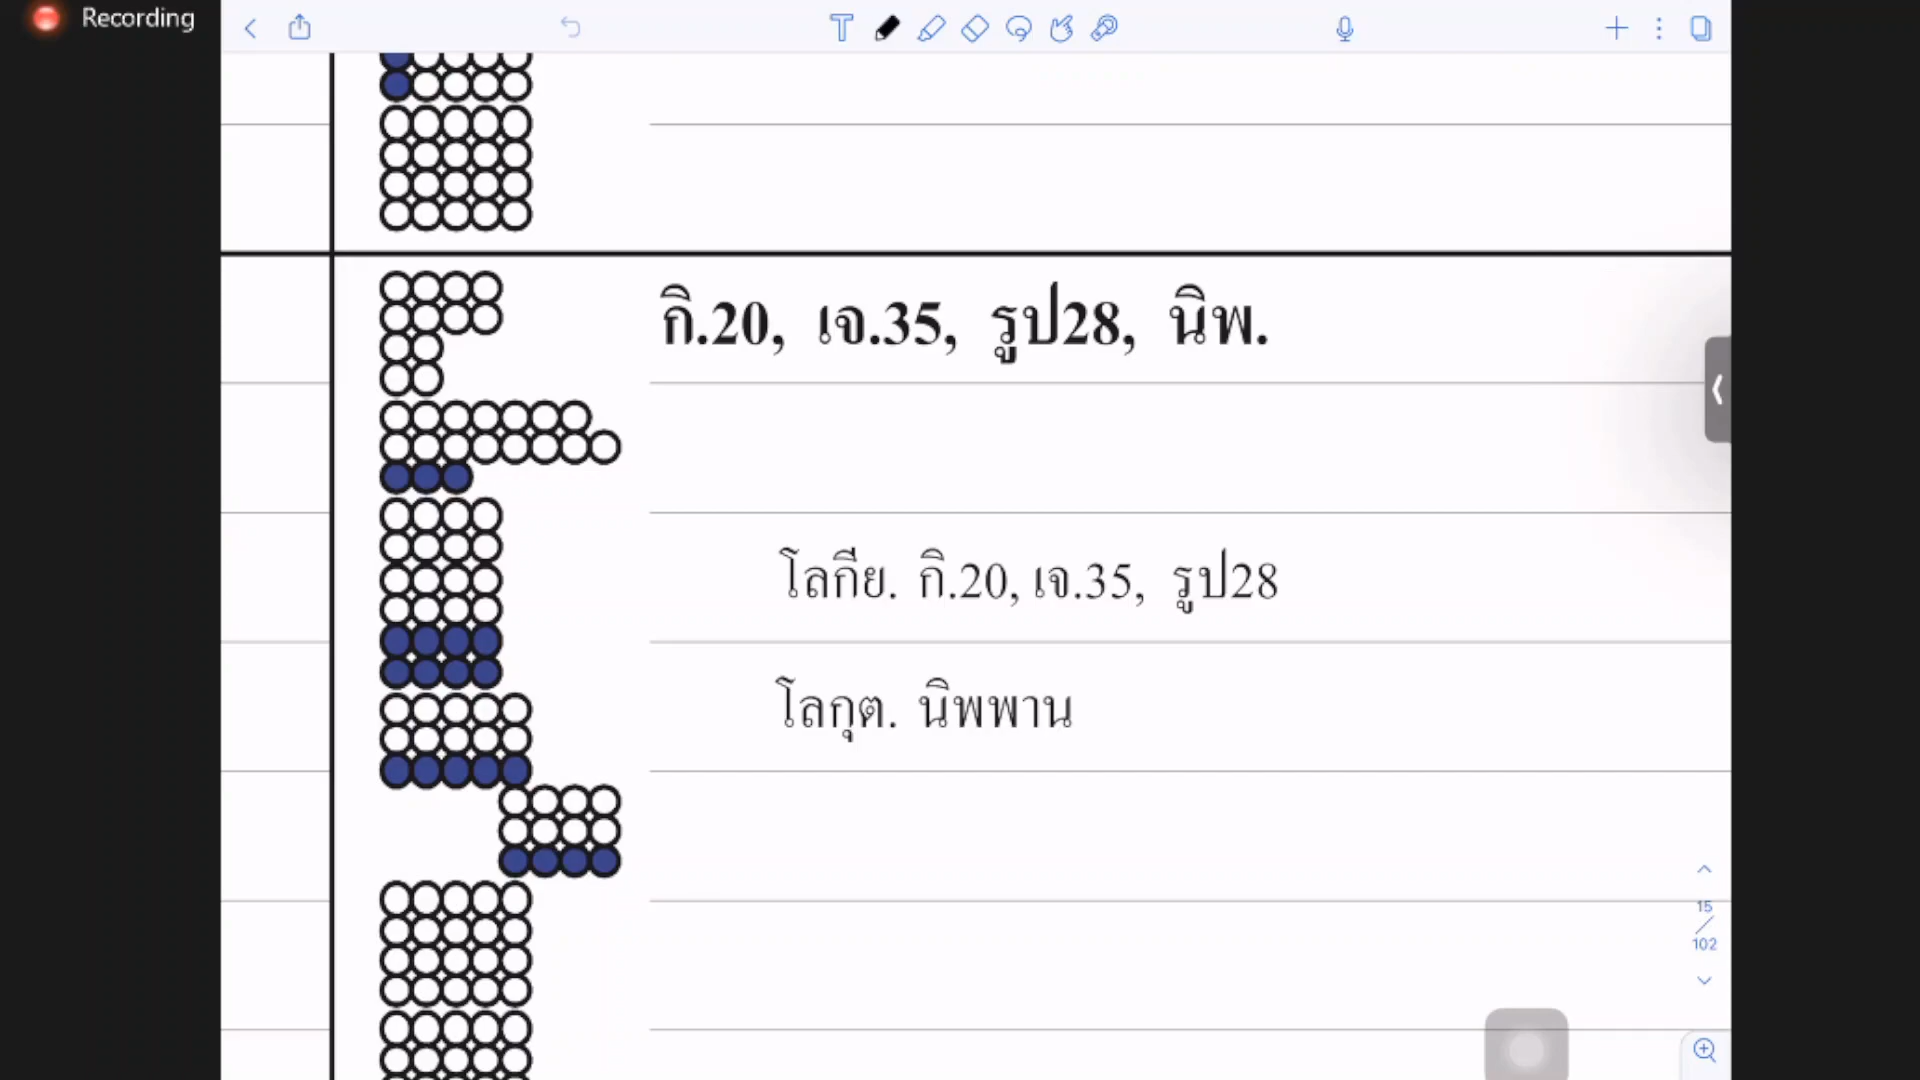 Recording
กิ.20, เจ.35, รูป28, นิพ.
โลกีย. กิ.20, เจ.35, รูป28
โลกุต. นิพพาน
15
102